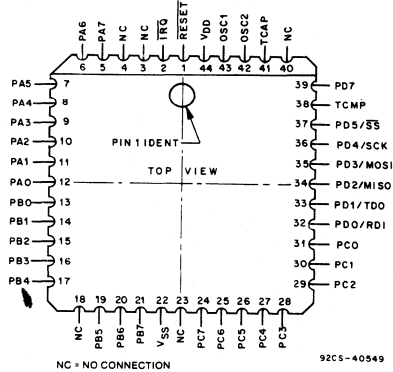 PA6 PA7 NC NC IRQ RESET VDD OSC1 OSC2 TCAP NC
6 5 4 3 2 1 44 43 42 41 40
PA5 7
PA4 8
PA3 9
PA2 10
PA1 11
PA0 12
PB0 13
PB1 14
PB2 15
PB3 16
PB4 17
PIN 1 IDENT
TOP VIEW
39 PD7
38 TCMP
37 PD5/SS
36 PD4/SCK
35 PD3/MOSI
34 PD2/MISO
33 PD1/TDO
32 PD0/RDI
31 PC0
30 PC1
29 PC2
18 19 20 21 22 23 24 25 26 27 28
NC PB5 PB6 PB7 VSS NC PC7 PC6 PC5 PC4 PC3
NC = NO CONNECTION
92CS-40549